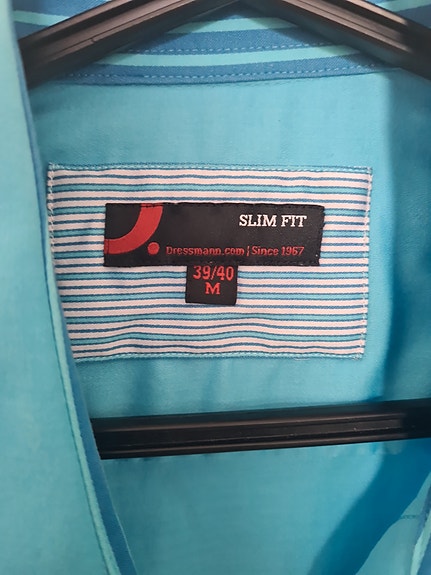 SLIM FIT
Dressmann.com | Since 1967
39/40
M